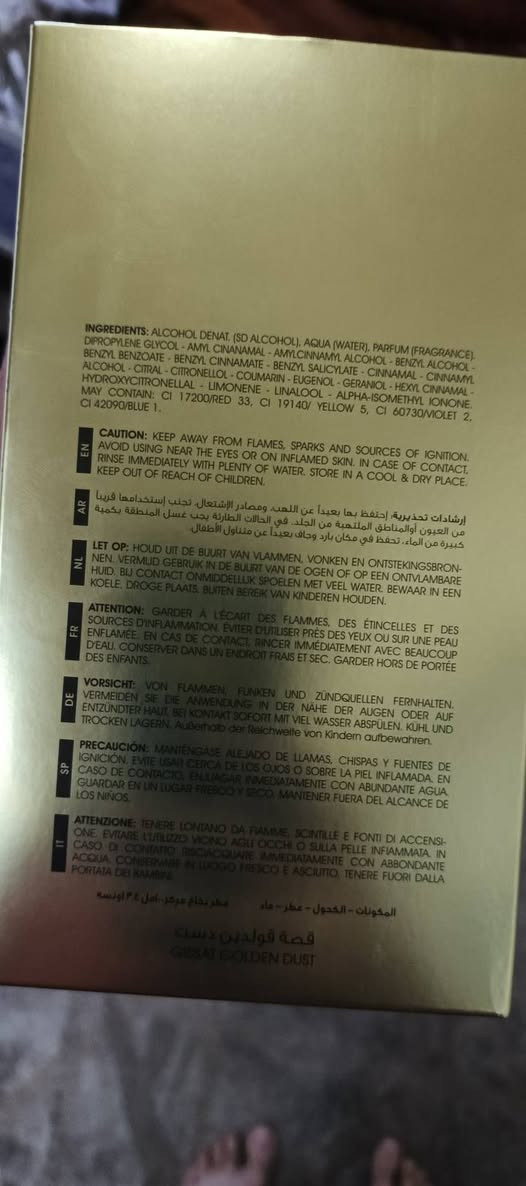 INGREDIENTS: ALCOHOL DENAT. (SD ALCOHOL), AQUA (WATER), PARFUM (FRAGRANCE).
DIPROPYLENE GLYCOL - AMYL CINANAMAL - AMYLCINNAMYL ALCOHOL - BENZYL ALCOHOL -
BENZYL BENZOATE - BENZYL CINNAMATE - BENZYL SALICYLATE - CINNAMAL - CINNAMYL
ALCOHOL - CITRAL - CITRONELLOL - COUMARIN - EUGENOL - GERANIOL - HEXYL CINNAMAL -
HYDROXYCITRONELLAL - LIMONENE - LINALOOL - ALPHA-ISOMETHYL IONONE.
MAY CONTAIN: CI 17200/RED 33, CI 19140/ YELLOW 5, CI 60730/VIOLET 2,
CI 42090/BLUE 1.
EN
CAUTION: KEEP AWAY FROM FLAMES, SPARKS AND SOURCES OF IGNITION.
AVOID USING NEAR THE EYES OR ON INFLAMED SKIN. IN CASE OF CONTACT,
RINSE IMMEDIATELY WITH PLENTY OF WATER. STORE IN A COOL & DRY PLACE.
KEEP OUT OF REACH OF CHILDREN.
AR
إرشادات تحذيرية: إحتفظ بها بعيداً عن اللهب، ومصادر الإشتعال. تجنب إستخدامها قريباً
من العيون أوالمناطق الملتهبة من الجلد. في الحالات الطارئة يجب غسل المنطقة بكمية
كبيرة من الماء. تحفظ في مكان بارد وجاف بعيداً عن متناول الأطفال.
NL
LET OP: HOUD UIT DE BUURT VAN VLAMMEN, VONKEN EN ONTSTEKINGSBRON-
NEN. VERMIJD GEBRUIK IN DE BUURT VAN DE OGEN OF OP EEN ONTVLAMBARE
HUID. BIJ CONTACT ONMIDDELLIJK SPOELEN MET VEEL WATER. BEWAAR IN EEN
KOELE, DROGE PLAATS. BUITEN BEREIK VAN KINDEREN HOUDEN.
FR
ATTENTION: GARDER À L'ÉCART DES FLAMMES, DES ÉTINCELLES ET DES
SOURCES D'INFLAMMATION. ÉVITER D'UTILISER PRÈS DES YEUX OU SUR UNE PEAU
ENFLAMÉE. EN CAS DE CONTACT, RINCER IMMÉDIATEMENT AVEC BEAUCOUP
D'EAU. CONSERVER DANS UN ENDROIT FRAIS ET SEC. GARDER HORS DE PORTÉE
DES ENFANTS.
DE
VORSICHT: VON FLAMMEN, FUNKEN UND ZÜNDQUELLEN FERNHALTEN.
VERMEIDEN SIE DIE ANWENDUNG IN DER NÄHE DER AUGEN ODER AUF
ENTZÜNDTER HAUT. BEI KONTAKT SOFORT MIT VIEL WASSER ABSPÜLEN. KÜHL UND
TROCKEN LAGERN. Außerhalb der Reichweite von Kindern aufbewahren.
SP
PRECAUCIÓN: MANTÉNGASE ALEJADO DE LLAMAS, CHISPAS Y FUENTES DE
IGNICIÓN. EVITE USAR CERCA DE LOS OJOS O SOBRE LA PIEL INFLAMADA. EN
CASO DE CONTACTO, ENJUAGAR INMEDIATAMENTE CON ABUNDANTE AGUA.
GUARDAR EN UN LUGAR FRESCO Y SECO. MANTENER FUERA DEL ALCANCE DE
LOS NIÑOS.
IT
ATTENZIONE: TENERE LONTANO DA FIAMME, SCINTILLE E FONTI DI ACCENSI-
ONE. EVITARE L'UTILIZZO VICINO AGLI OCCHI O SULLA PELLE INFIAMMATA. IN
CASO DI CONTATTO RISCIACQUARE IMMEDIATAMENTE CON ABBONDANTE
ACQUA. CONSERVARE IN LUOGO FRESCO E ASCIUTTO. TENERE FUORI DALLA
PORTATA DEI BAMBINI.
المكونات - الكحول - عطر - ماء عطر بخاخ مركز ٣.٤ أونسة
قصة قولدين دست
GISSAT GOLDEN DUST